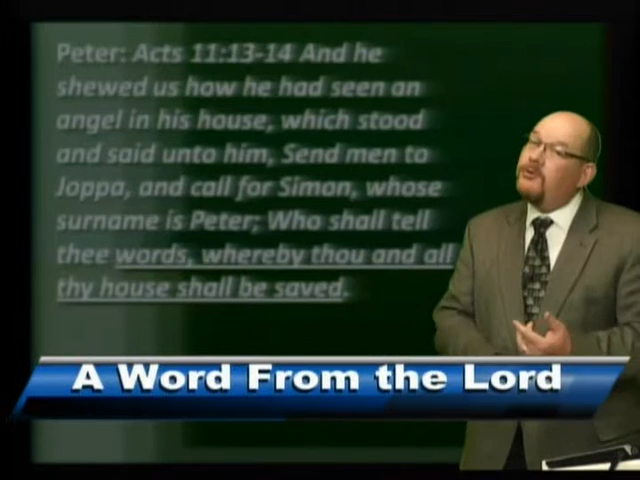 Peter: Acts 11:13-14 And he
shewed us how he had seen an
angel in his house, which stood
and said unto him, Send men to
Joppa, and call for Simon, whose
surname is Peter; Who shall tell
thee words, whereby thou and all
thy house shall be saved.
A Word From the Lord